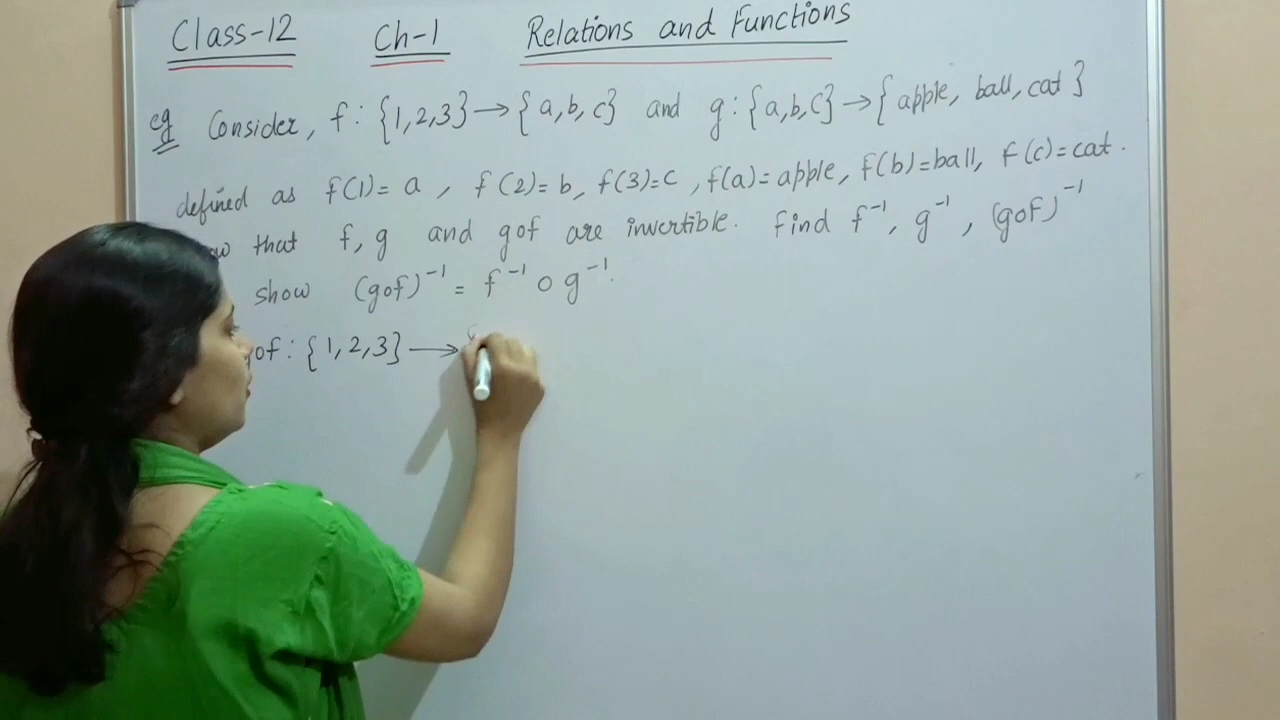 Class-12 Ch-1 Relations and Functions
eg Consider, f : {1,2,3} → {a,b,c} and g : {a,b,c} → {apple, ball, cat}
defined as f(1)= a , f(2)= b, f(3)=c , f(a)= apple, f(b)=ball, f(c)=cat.
that f, g and gof are invertible. Find f⁻¹, g⁻¹, (gof)⁻¹
show (gof)⁻¹ = f⁻¹ o g⁻¹.
gof : {1,2,3} →